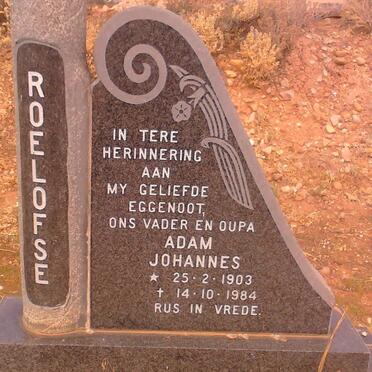 ROELOFSE
IN TERE
HERINNERING
AAN
MY GELIEFDE
EGGENOOT,
ONS VADER EN OUPA
ADAM
JOHANNES
★ 25·2·1903
† 14·10·1984
RUS IN VREDE.